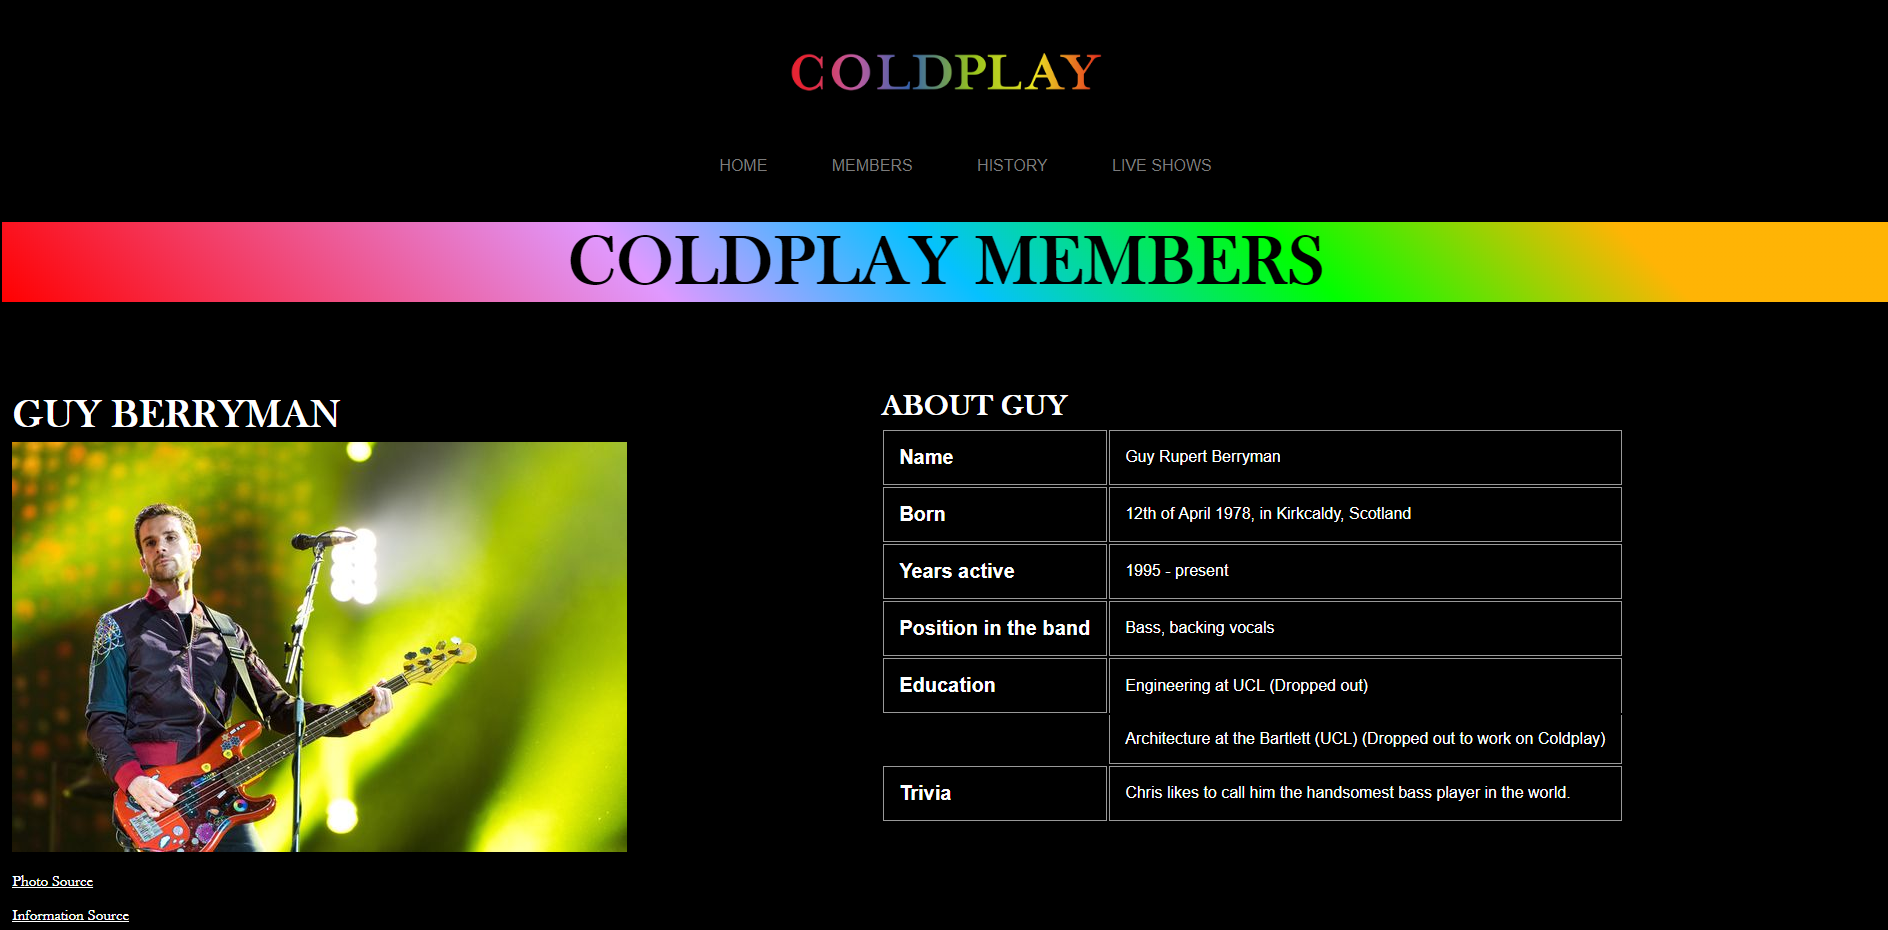 COLDPLAY
HOME MEMBERS HISTORY LIVE SHOWS
COLDPLAY MEMBERS
GUY BERRYMAN
Photo Source
Information Source
ABOUT GUY
Name Guy Rupert Berryman
Born 12th of April 1978, in Kirkcaldy, Scotland
Years active 1995 - present
Position in the band Bass, backing vocals
Education Engineering at UCL (Dropped out)
Architecture at the Bartlett (UCL) (Dropped out to work on Coldplay)
Trivia Chris likes to call him the handsomest bass player in the world.